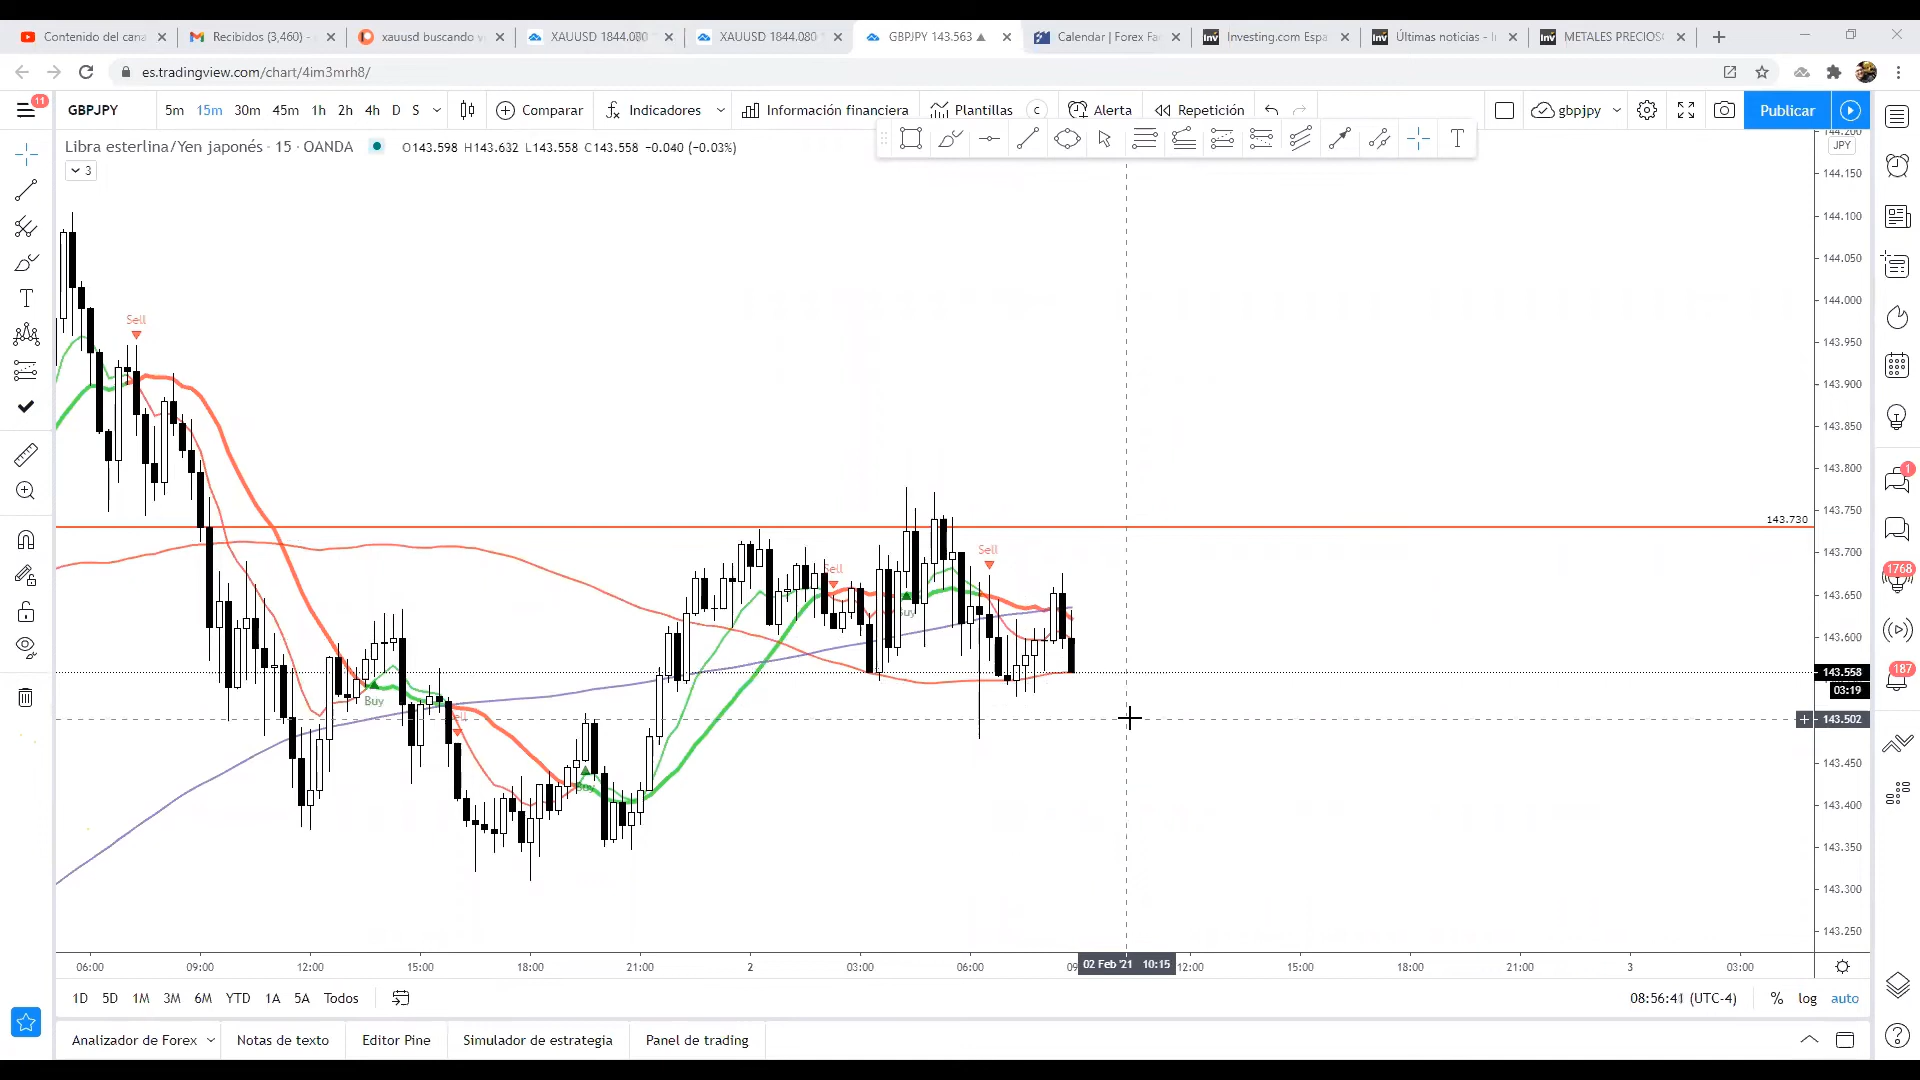 Contenido del cana
Recibidos (3,460) -
xauusd buscando
XAUUSD 1844.080
XAUUSD 1844.080
GBPJPY 143.563 ▲
Calendar | Forex Fa
Investing.com Espa
Últimas noticias - I
METALES PRECIOS
es.tradingview.com/chart/4im3mrh8/
11
GBPJPY
5m 15m 30m 45m 1h 2h 4h D S
Comparar
Indicadores
Información financiera
Plantillas
C
Alerta
Repetición
gbpjpy
Publicar
Libra esterlina/Yen japonés · 15 · OANDA
O143.598 H143.632 L143.558 C143.558 −0.040 (−0.03%)
3
T
T
JPY
144.200
144.150
144.100
144.050
144.000
143.950
143.900
143.850
143.800
143.750
143.730
143.700
143.650
143.600
143.558
03:19
143.502
143.450
143.400
143.350
143.300
143.250
Sell
Sell
Sell
Buy
Buy
Buy
1
1768
187
06:00 09:00 12:00 15:00 18:00 21:00 2 03:00 06:00 02 Feb '21 10:15 12:00 15:00 18:00 21:00 3 03:00
1D 5D 1M 3M 6M YTD 1A 5A Todos
08:56:41 (UTC-4)
% log auto
Analizador de Forex
Notas de texto
Editor Pine
Simulador de estrategia
Panel de trading